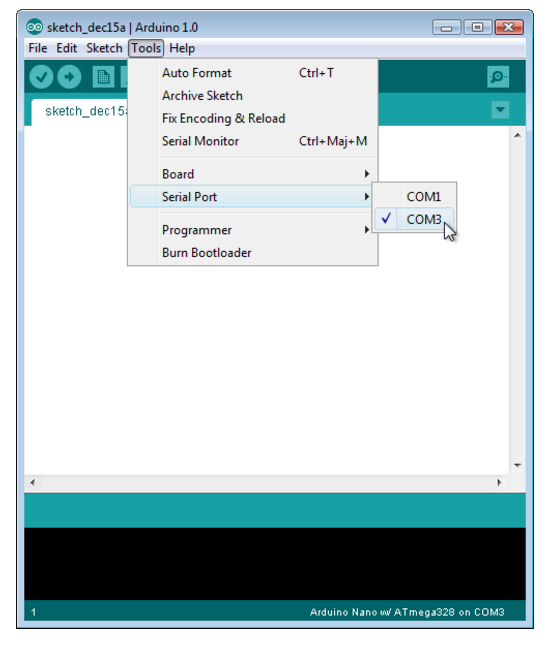 sketch_dec15a | Arduino 1.0
File Edit Sketch Tools Help
Auto Format Ctrl+T
Archive Sketch
sketch_dec15a
Fix Encoding & Reload
Serial Monitor Ctrl+Maj+M
Board
Serial Port
COM1
COM3
Programmer
Burn Bootloader
1 Arduino Nano w/ ATmega328 on COM3